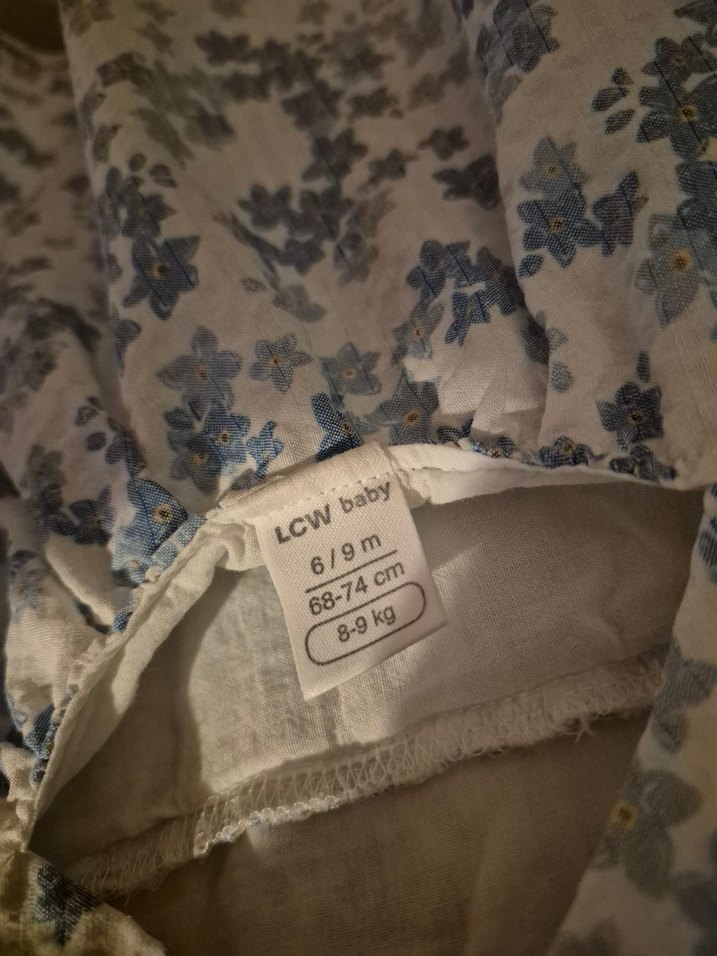 LCW baby
6 / 9 m
68-74 cm
8-9 kg